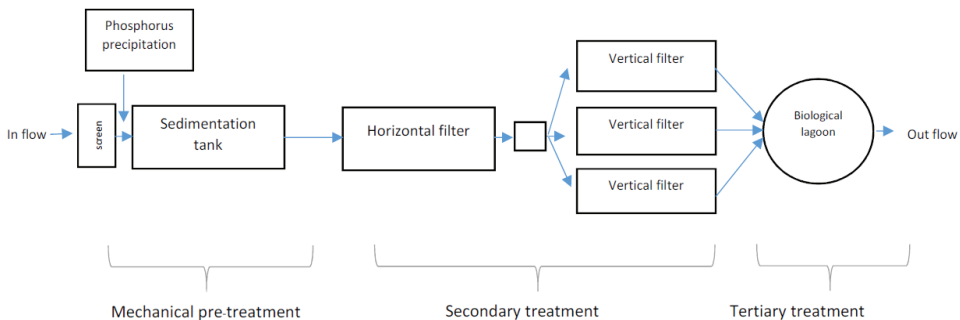 Phosphorus
precipitation
In flow
screen
Sedimentation
tank
Horizontal filter
Vertical filter
Vertical filter
Vertical filter
Biological
lagoon
Out flow
Mechanical pre-treatment
Secondary treatment
Tertiary treatment